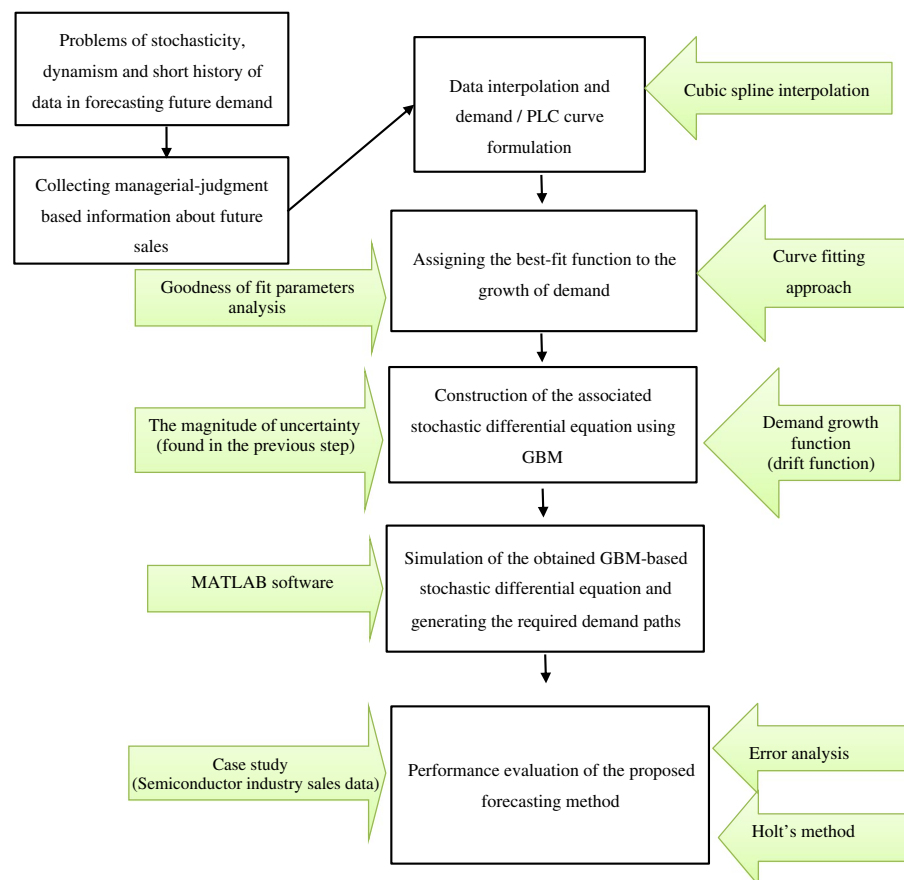 Problems of stochasticity,
dynamism and short history of
data in forecasting future demand
Collecting managerial-judgment
based information about future
sales
Data interpolation and
demand / PLC curve
formulation
Cubic spline interpolation
Assigning the best-fit function to the
growth of demand
Goodness of fit parameters
analysis
Curve fitting
approach
Construction of the associated
stochastic differential equation using
GBM
The magnitude of uncertainty
(found in the previous step)
Demand growth
function
(drift function)
Simulation of the obtained GBM-based
stochastic differential equation and
generating the required demand paths
MATLAB software
Performance evaluation of the proposed
forecasting method
Case study
(Semiconductor industry sales data)
Error analysis
Holt’s method